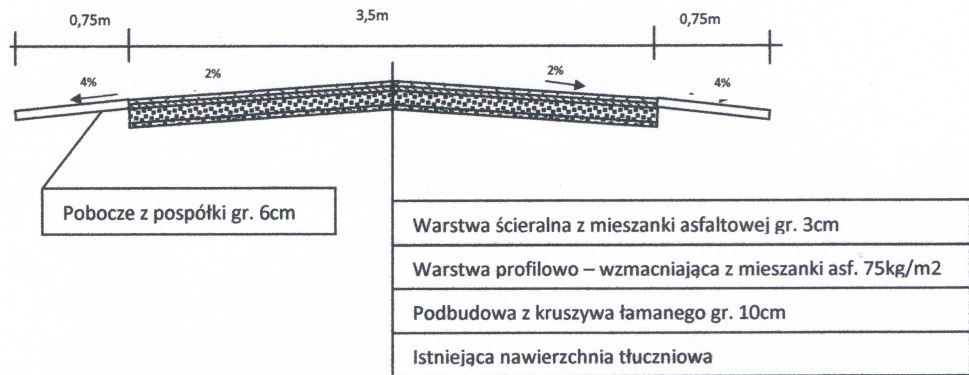 0,75m
3,5m
0,75m
4%
2%
2%
4%
Pobocze z pospółki gr. 6cm
Warstwa ścieralna z mieszanki asfaltowej gr. 3cm
Warstwa profilowo – wzmacniająca z mieszanki asf. 75kg/m2
Podbudowa z kruszywa łamanego gr. 10cm
Istniejąca nawierzchnia tłuczniowa